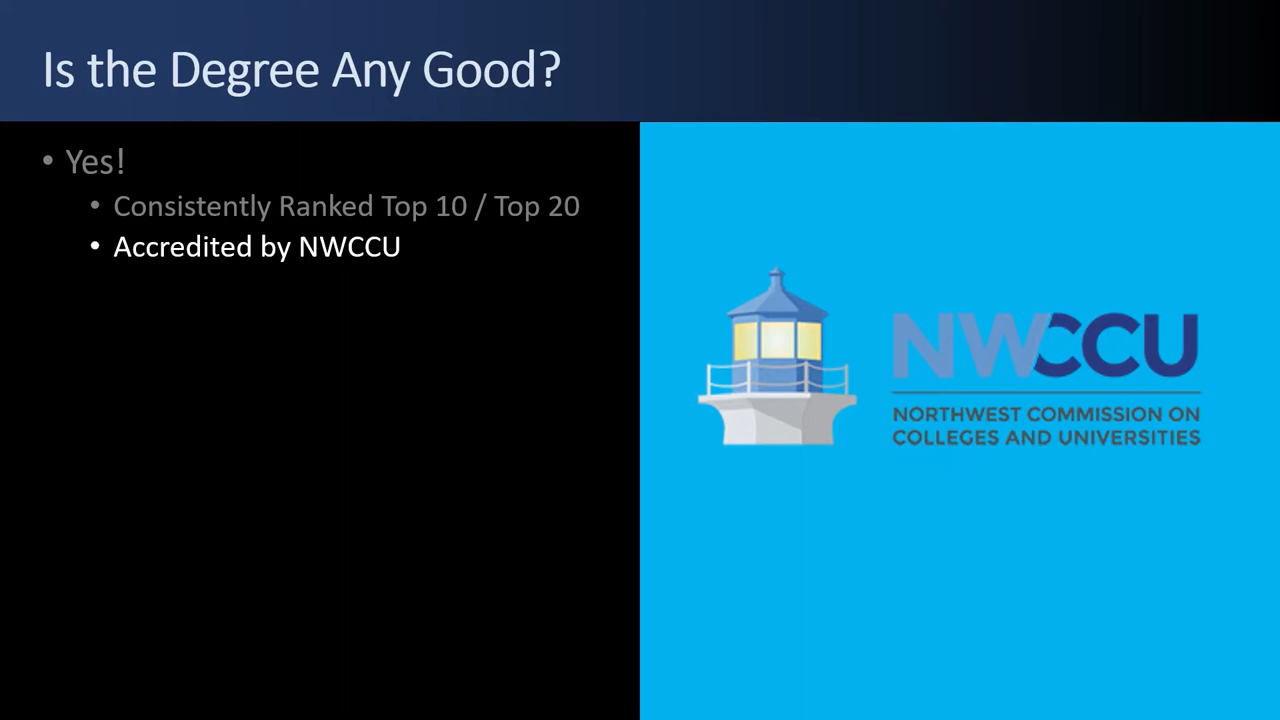 Is the Degree Any Good?
• Yes!
• Consistently Ranked Top 10 / Top 20
• Accredited by NWCCU
NWCCU
NORTHWEST COMMISSION ON
COLLEGES AND UNIVERSITIES